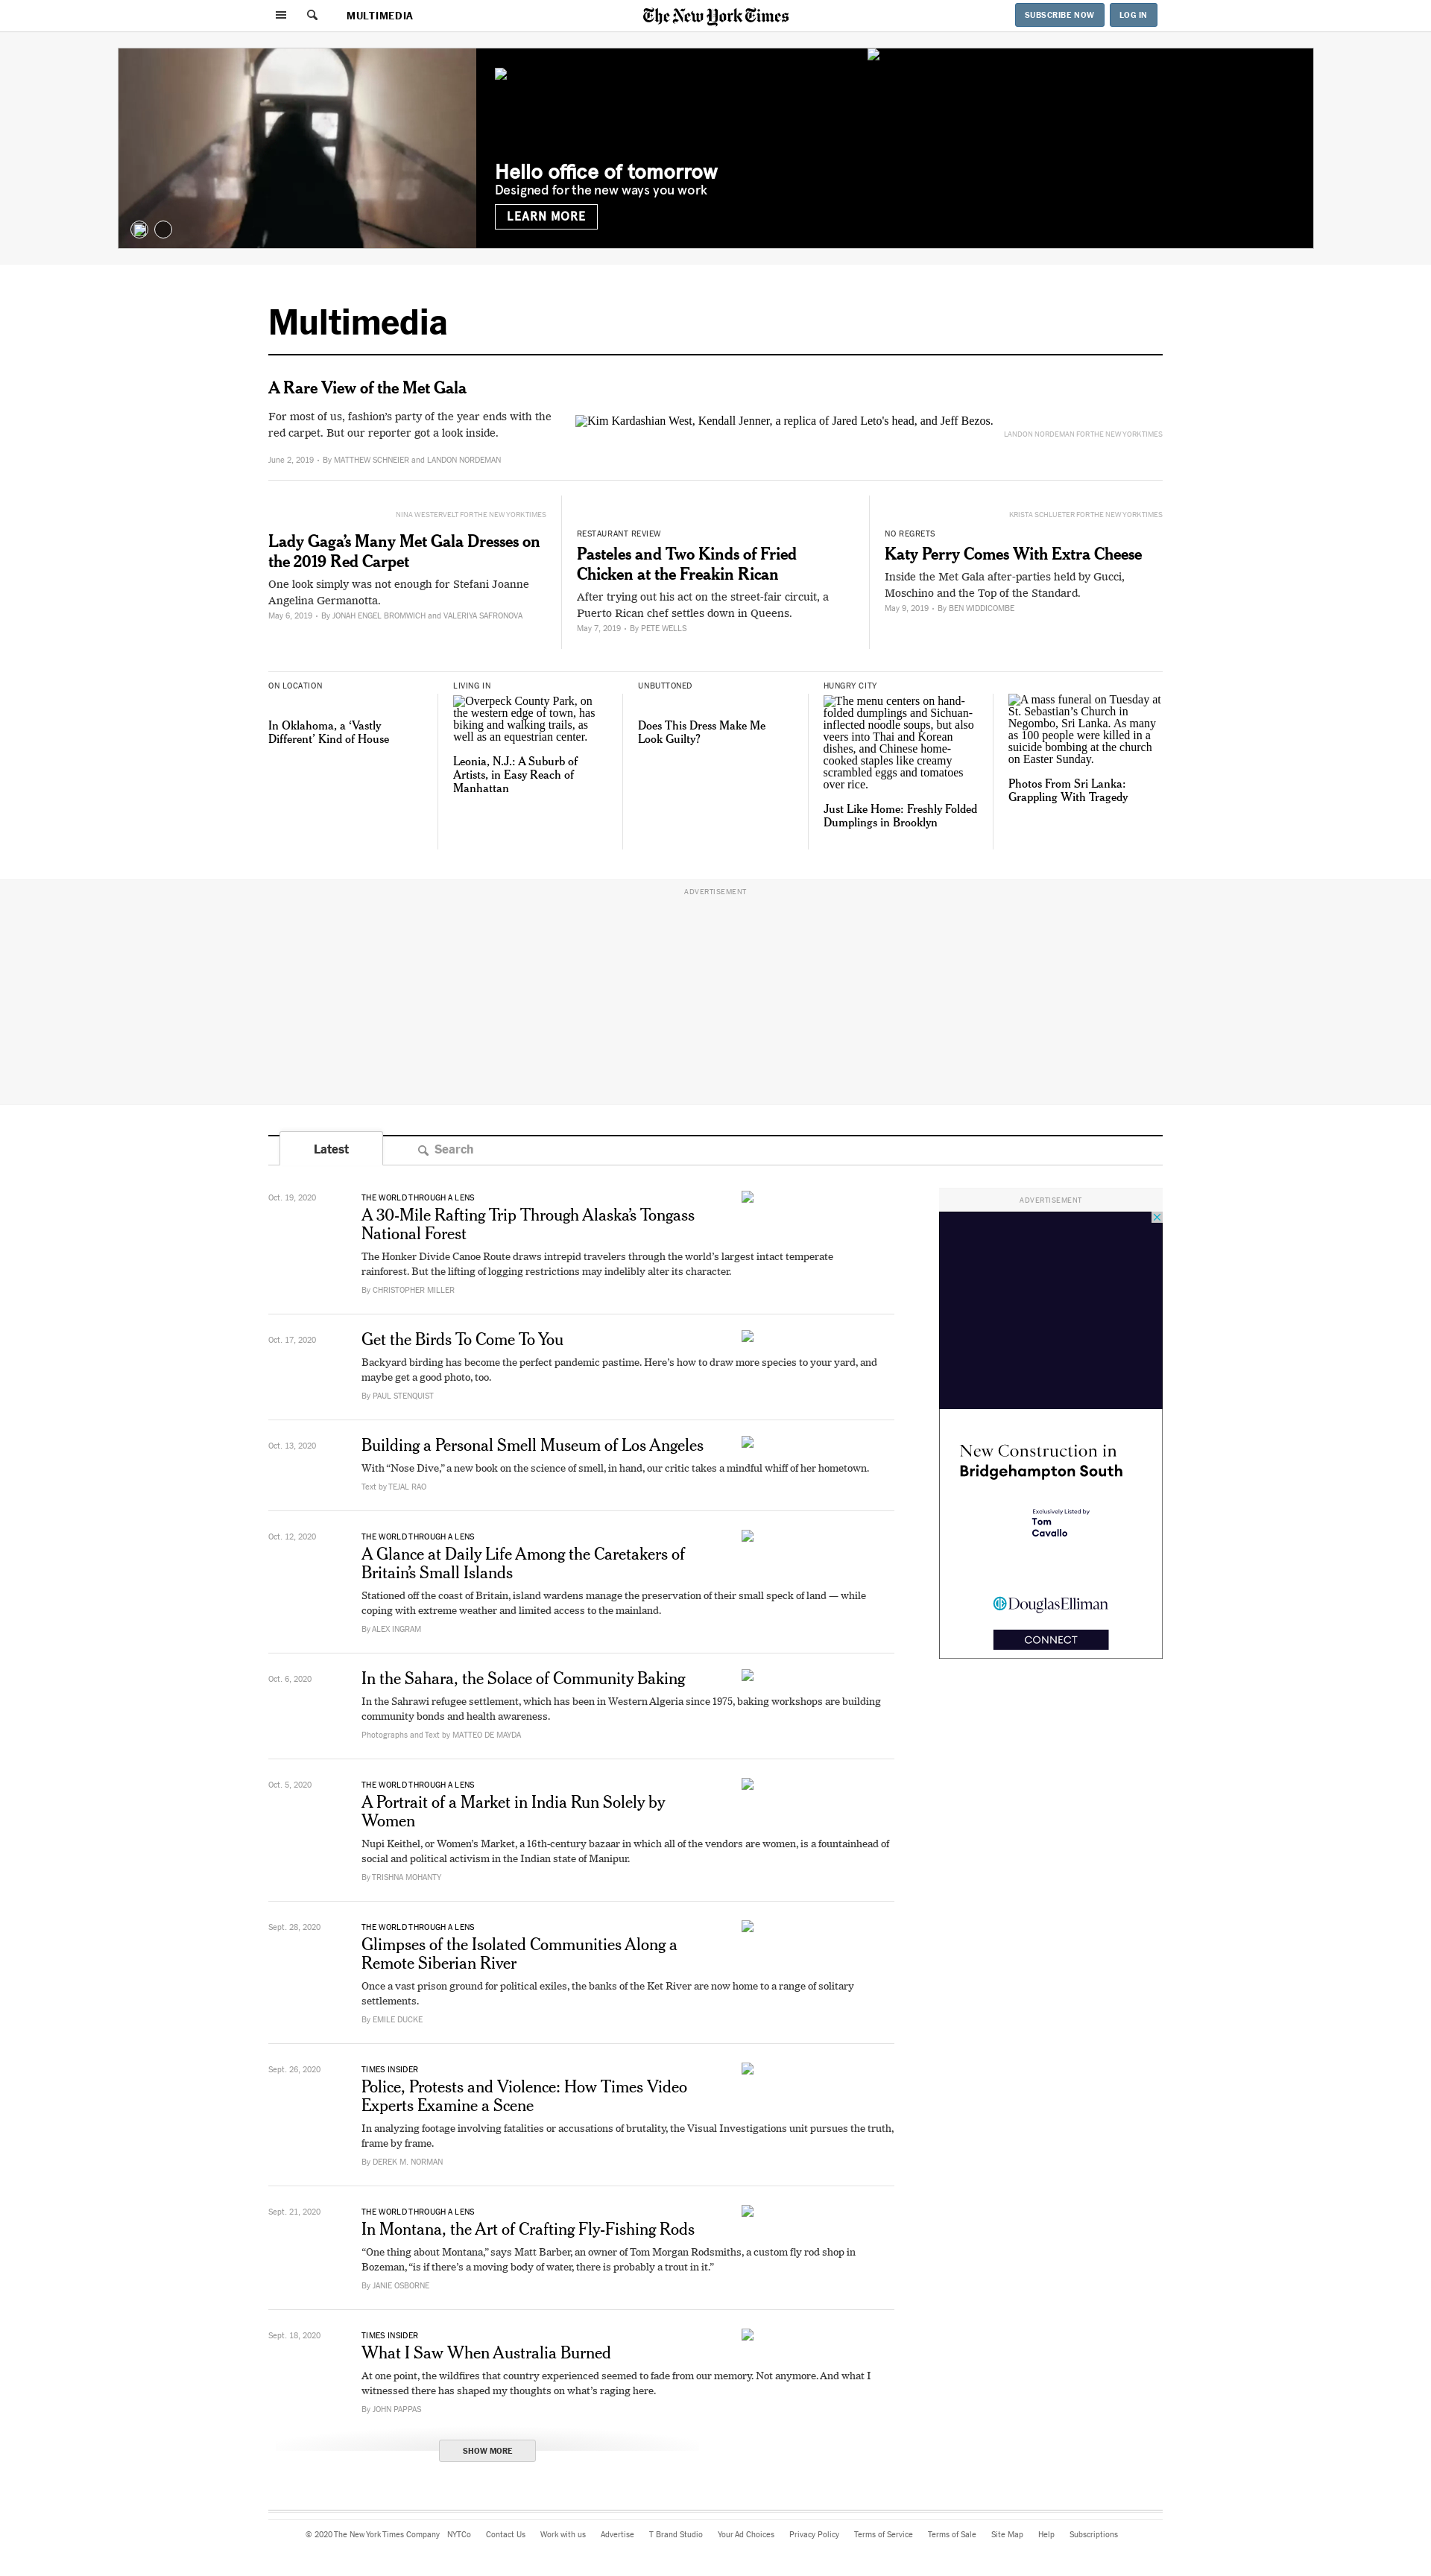 MULTIMEDIA
The New York Times
SUBSCRIBE NOW
LOG IN
Hello office of tomorrow
Designed for the new ways you work
LEARN MORE
Multimedia
A Rare View of the Met Gala
For most of us, fashion’s party of the year ends with the
red carpet. But our reporter got a look inside.
June 2, 2019 • By MATTHEW SCHNEIER and LANDON NORDEMAN
Kim Kardashian West, Kendall Jenner, a replica of Jared Leto's head, and Jeff Bezos.
LANDON NORDEMAN FOR THE NEW YORK TIMES
NINA WESTERVELT FOR THE NEW YORK TIMES
Lady Gaga’s Many Met Gala Dresses on
the 2019 Red Carpet
One look simply was not enough for Stefani Joanne
Angelina Germanotta.
May 6, 2019 • By JONAH ENGEL BROMWICH and VALERIYA SAFRONOVA
RESTAURANT REVIEW
Pasteles and Two Kinds of Fried
Chicken at the Freakin Rican
After trying out his act on the street-fair circuit, a
Puerto Rican chef settles down in Queens.
May 7, 2019 • By PETE WELLS
KRISTA SCHLUETER FOR THE NEW YORK TIMES
NO REGRETS
Katy Perry Comes With Extra Cheese
Inside the Met Gala after-parties held by Gucci,
Moschino and the Top of the Standard.
May 9, 2019 • By BEN WIDDICOMBE
ON LOCATION
In Oklahoma, a ‘Vastly
Different’ Kind of House
LIVING IN
Overpeck County Park, on
the western edge of town, has
biking and walking trails, as
well as an equestrian center.
Leonia, N.J.: A Suburb of
Artists, in Easy Reach of
Manhattan
UNBUTTONED
Does This Dress Make Me
Look Guilty?
HUNGRY CITY
The menu centers on hand-
folded dumplings and Sichuan-
inflected noodle soups, but also
veers into Thai and Korean
dishes, and Chinese home-
cooked staples like creamy
scrambled eggs and tomatoes
over rice.
Just Like Home: Freshly Folded
Dumplings in Brooklyn
A mass funeral on Tuesday at
St. Sebastian’s Church in
Negombo, Sri Lanka. As many
as 100 people were killed in a
suicide bombing at the church
on Easter Sunday.
Photos From Sri Lanka:
Grappling With Tragedy
ADVERTISEMENT
Latest
Search
Oct. 19, 2020
THE WORLD THROUGH A LENS
A 30-Mile Rafting Trip Through Alaska’s Tongass
National Forest
The Honker Divide Canoe Route draws intrepid travelers through the world’s largest intact temperate
rainforest. But the lifting of logging restrictions may indelibly alter its character.
By CHRISTOPHER MILLER
Oct. 17, 2020
Get the Birds To Come To You
Backyard birding has become the perfect pandemic pastime. Here’s how to draw more species to your yard, and
maybe get a good photo, too.
By PAUL STENQUIST
Oct. 13, 2020
Building a Personal Smell Museum of Los Angeles
With “Nose Dive,” a new book on the science of smell, in hand, our critic takes a mindful whiff of her hometown.
Text by TEJAL RAO
Oct. 12, 2020
THE WORLD THROUGH A LENS
A Glance at Daily Life Among the Caretakers of
Britain’s Small Islands
Stationed off the coast of Britain, island wardens manage the preservation of their small speck of land — while
coping with extreme weather and limited access to the mainland.
By ALEX INGRAM
Oct. 6, 2020
In the Sahara, the Solace of Community Baking
In the Sahrawi refugee settlement, which has been in Western Algeria since 1975, baking workshops are building
community bonds and health awareness.
Photographs and Text by MATTEO DE MAYDA
Oct. 5, 2020
THE WORLD THROUGH A LENS
A Portrait of a Market in India Run Solely by
Women
Nupi Keithel, or Women’s Market, a 16th-century bazaar in which all of the vendors are women, is a fountainhead of
social and political activism in the Indian state of Manipur.
By TRISHNA MOHANTY
Sept. 28, 2020
THE WORLD THROUGH A LENS
Glimpses of the Isolated Communities Along a
Remote Siberian River
Once a vast prison ground for political exiles, the banks of the Ket River are now home to a range of solitary
settlements.
By EMILE DUCKE
Sept. 26, 2020
TIMES INSIDER
Police, Protests and Violence: How Times Video
Experts Examine a Scene
In analyzing footage involving fatalities or accusations of brutality, the Visual Investigations unit pursues the truth,
frame by frame.
By DEREK M. NORMAN
Sept. 21, 2020
THE WORLD THROUGH A LENS
In Montana, the Art of Crafting Fly-Fishing Rods
“One thing about Montana,” says Matt Barber, an owner of Tom Morgan Rodsmiths, a custom fly rod shop in
Bozeman, “is if there’s a moving body of water, there is probably a trout in it.”
By JANIE OSBORNE
Sept. 18, 2020
TIMES INSIDER
What I Saw When Australia Burned
At one point, the wildfires that country experienced seemed to fade from our memory. Not anymore. And what I
witnessed there has shaped my thoughts on what’s raging here.
By JOHN PAPPAS
SHOW MORE
ADVERTISEMENT
New Construction in
Bridgehampton South
Exclusively Listed by
Tom
Cavallo
DouglasElliman
CONNECT
© 2020 The New York Times Company NYTCo Contact Us Work with us Advertise T Brand Studio Your Ad Choices Privacy Policy Terms of Service Terms of Sale Site Map Help Subscriptions